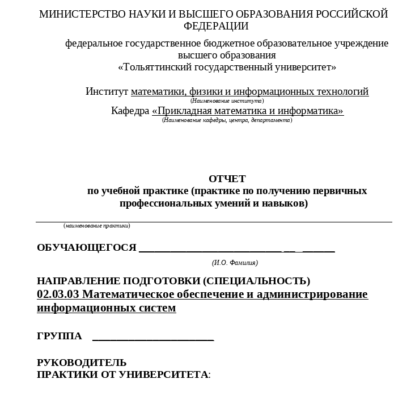 МИНИСТЕРСТВО НАУКИ И ВЫСШЕГО ОБРАЗОВАНИЯ РОССИЙСКОЙ
ФЕДЕРАЦИИ
федеральное государственное бюджетное образовательное учреждение
высшего образования
«Тольяттинский государственный университет»
Институт математики, физики и информационных технологий
(Наименование института)
Кафедра «Прикладная математика и информатика»
(Наименование кафедры, центра, департамента)
ОТЧЕТ
по учебной практике (практике по получению первичных
профессиональных умений и навыков)
(наименование практики)
ОБУЧАЮЩЕГОСЯ
(И.О. Фамилия)
НАПРАВЛЕНИЕ ПОДГОТОВКИ (СПЕЦИАЛЬНОСТЬ)
02.03.03 Математическое обеспечение и администрирование
информационных систем
ГРУППА
РУКОВОДИТЕЛЬ
ПРАКТИКИ ОТ УНИВЕРСИТЕТА: